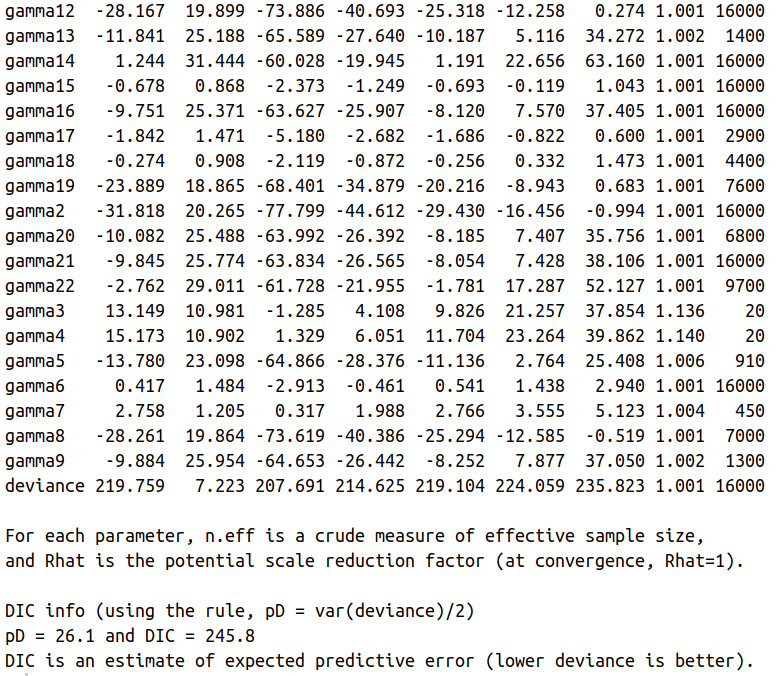 gamma12  -28.167  19.899 -73.886 -40.693 -25.318 -12.258   0.274 1.001 16000
gamma13  -11.841  25.188 -65.589 -27.640 -10.187   5.116  34.272 1.002  1400
gamma14    1.244  31.444 -60.028 -19.945   1.191  22.656  63.160 1.001 16000
gamma15   -0.678   0.868  -2.373  -1.249  -0.693  -0.119   1.043 1.001 16000
gamma16   -9.751  25.371 -63.627 -25.907  -8.120   7.570  37.405 1.001 16000
gamma17   -1.842   1.471  -5.180  -2.682  -1.686  -0.822   0.600 1.001  2900
gamma18   -0.274   0.908  -2.119  -0.872  -0.256   0.332   1.473 1.001  4400
gamma19  -23.889  18.865 -68.401 -34.879 -20.216  -8.943   0.683 1.001  7600
gamma2   -31.818  20.265 -77.799 -44.612 -29.430 -16.456  -0.994 1.001 16000
gamma20  -10.082  25.488 -63.992 -26.392  -8.185   7.407  35.756 1.001  6800
gamma21   -9.845  25.774 -63.834 -26.565  -8.054   7.428  38.106 1.001 16000
gamma22   -2.762  29.011 -61.728 -21.955  -1.781  17.287  52.127 1.001  9700
gamma3    13.149  10.981  -1.285   4.108   9.826  21.257  37.854 1.136    20
gamma4    15.173  10.902   1.329   6.051  11.704  23.264  39.862 1.140    20
gamma5   -13.780  23.098 -64.866 -28.376 -11.136   2.764  25.408 1.006   910
gamma6     0.417   1.484  -2.913  -0.461   0.541   1.438   2.940 1.001 16000
gamma7     2.758   1.205   0.317   1.988   2.766   3.555   5.123 1.004   450
gamma8   -28.261  19.864 -73.619 -40.386 -25.294 -12.585  -0.519 1.001  7000
gamma9    -9.884  25.954 -64.653 -26.442  -8.252   7.877  37.050 1.002  1300
deviance 219.759   7.223 207.691 214.625 219.104 224.059 235.823 1.001 16000
For each parameter, n.eff is a crude measure of effective sample size,
and Rhat is the potential scale reduction factor (at convergence, Rhat=1).
DIC info (using the rule, pD = var(deviance)/2)
pD = 26.1 and DIC = 245.8
DIC is an estimate of expected predictive error (lower deviance is better).